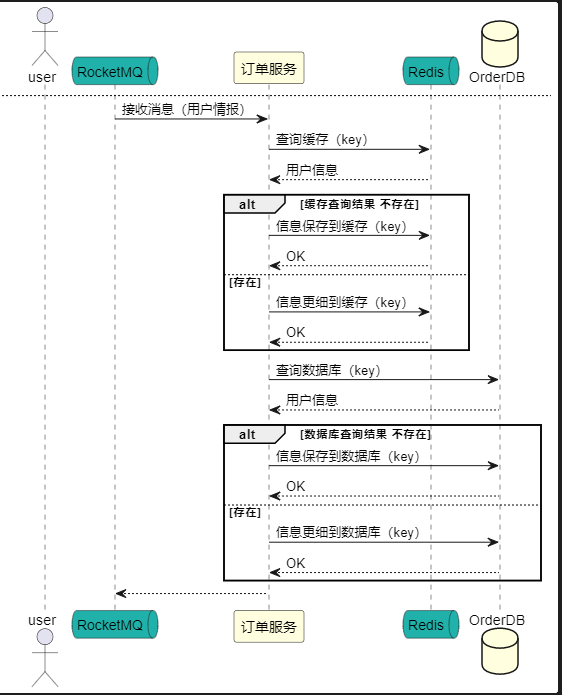 user
RocketMQ
订单服务
Redis
OrderDB
接收消息（用户情报）
查询缓存（key）
用户信息
alt [缓存查询结果 不存在]
信息保存到缓存（key）
OK
[存在]
信息更细到缓存（key）
OK
查询数据库（key）
用户信息
alt [数据库查询结果 不存在]
信息保存到数据库（key）
OK
[存在]
信息更细到数据库（key）
OK
user
RocketMQ
订单服务
Redis
OrderDB